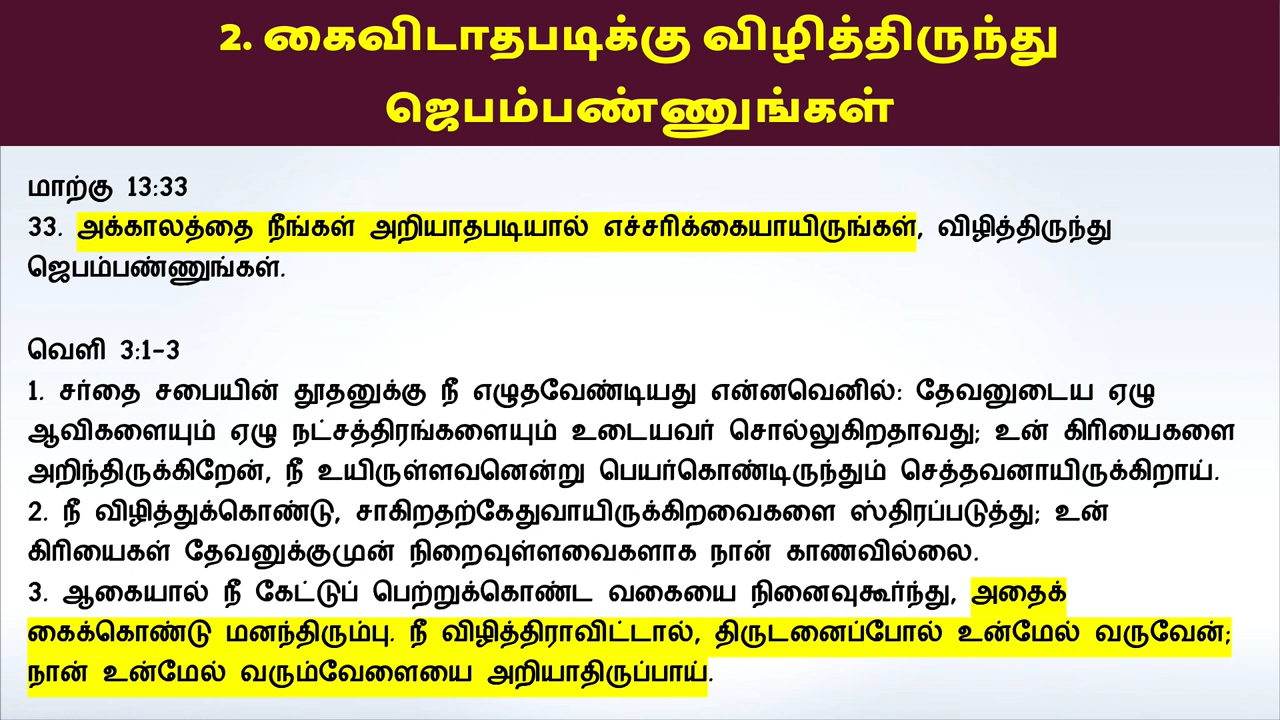 2. கைவிடாதபடிக்கு விழித்திருந்து
ஜெபம்பண்ணுங்கள்
மாற்கு 13:33
33. அக்காலத்தை நீங்கள் அறியாதபடியால் எச்சரிக்கையாயிருங்கள், விழித்திருந்து
ஜெபம்பண்ணுங்கள்.
வெளி 3:1-3
1. சர்தை சபையின் தூதனுக்கு நீ எழுதவேண்டியது என்னவெனில்: தேவனுடைய ஏழு
ஆவிகளையும் ஏழு நட்சத்திரங்களையும் உடையவர் சொல்லுகிறதாவது; உன் கிரியைகளை
அறிந்திருக்கிறேன், நீ உயிருள்ளவனென்று பெயர்கொண்டிருந்தும் செத்தவனாயிருக்கிறாய்.
2. நீ விழித்துக்கொண்டு, சாகிறதற்கேதுவாயிருக்கிறவைகளை ஸ்திரப்படுத்து; உன்
கிரியைகள் தேவனுக்குமுன் நிறைவுள்ளவைகளாக நான் காணவில்லை.
3. ஆகையால் நீ கேட்டுப் பெற்றுக்கொண்ட வகையை நினைவுகூர்ந்து, அதைக்
கைக்கொண்டு மனந்திரும்பு. நீ விழித்திராவிட்டால், திருடனைப்போல் உன்மேல் வருவேன்;
நான் உன்மேல் வரும்வேளையை அறியாதிருப்பாய்.